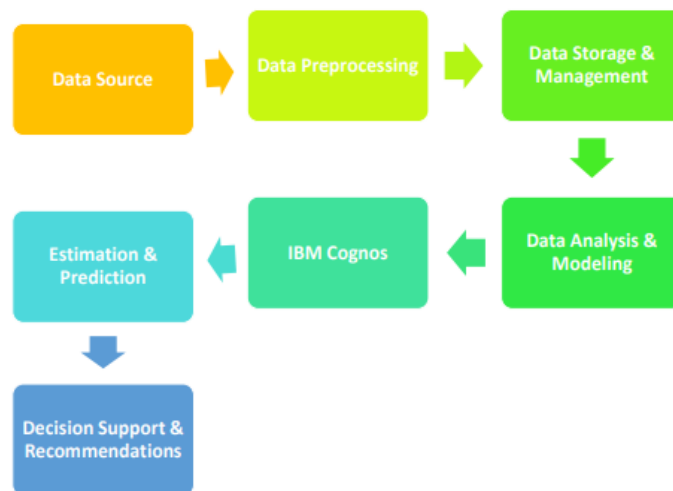 Data Source
Data Preprocessing
Data Storage &
Management
Data Analysis &
Modeling
IBM Cognos
Estimation &
Prediction
Decision Support &
Recommendations